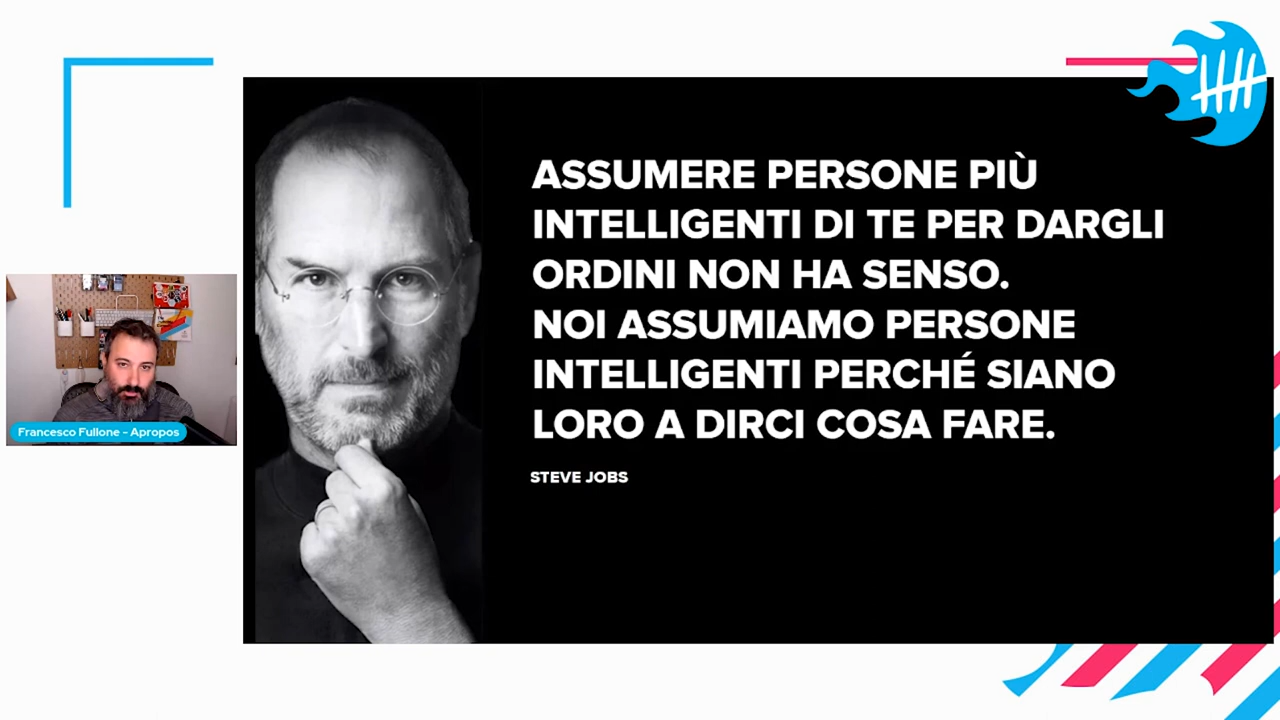 ASSUMERE PERSONE PIÙ
INTELLIGENTI DI TE PER DARGLI
ORDINI NON HA SENSO.
NOI ASSUMIAMO PERSONE
INTELLIGENTI PERCHÉ SIANO
LORO A DIRCI COSA FARE.
STEVE JOBS
Francesco Fullone - Apropos